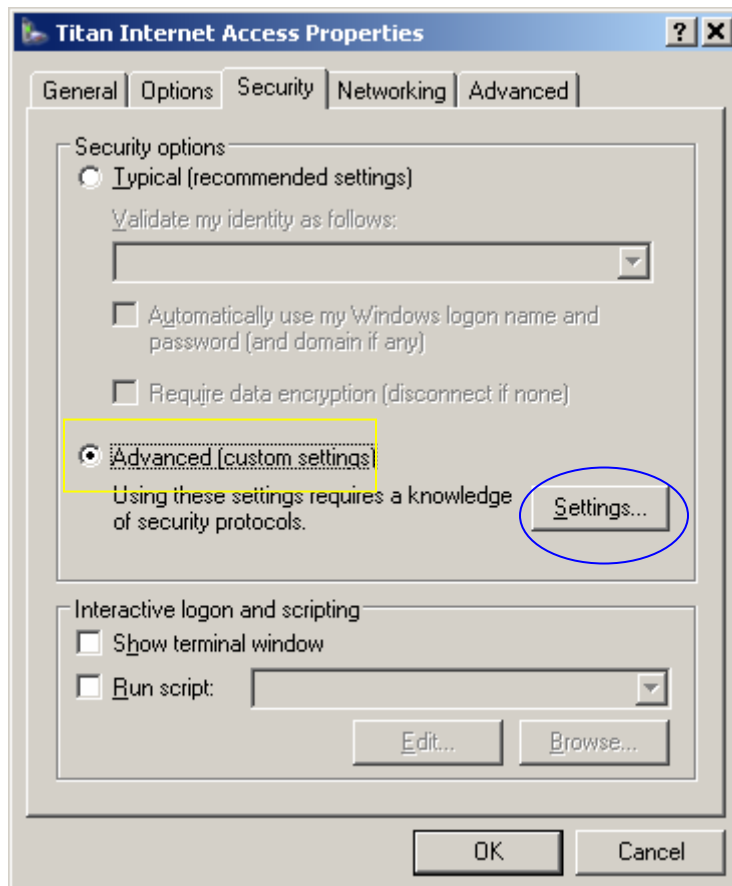 Titan Internet Access Properties
General Options Security Networking Advanced
Security options
Typical (recommended settings)
Validate my identity as follows:
Automatically use my Windows logon name and
password (and domain if any)
Require data encryption (disconnect if none)
Advanced (custom settings)
Using these settings requires a knowledge
of security protocols.
Settings...
Interactive logon and scripting
Show terminal window
Run script:
Edit... Browse...
OK Cancel